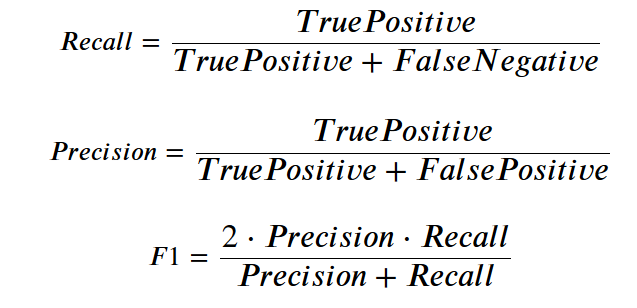 Recall = TruePositive / TruePositive + FalseNegative
Precision = TruePositive / TruePositive + FalsePositive
F1 = 2 · Precision · Recall / Precision + Recall